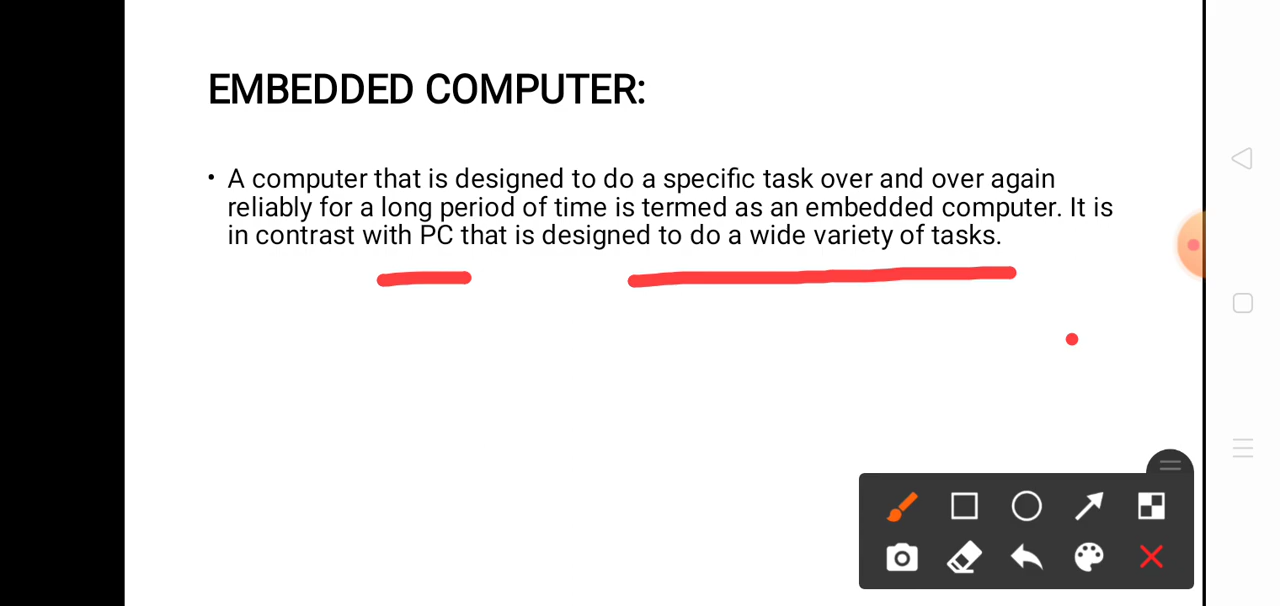 EMBEDDED COMPUTER:
• A computer that is designed to do a specific task over and over again
reliably for a long period of time is termed as an embedded computer. It is
in contrast with PC that is designed to do a wide variety of tasks.